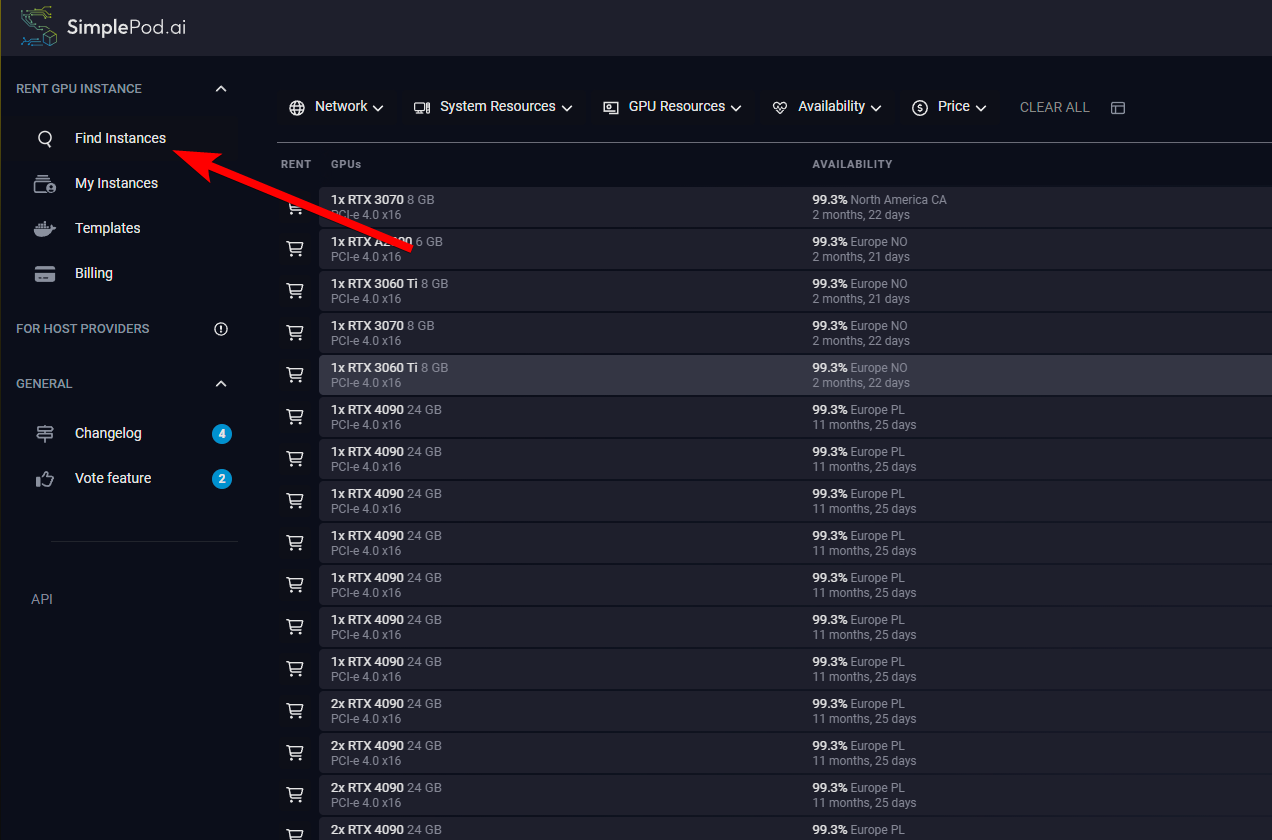 SimplePod.ai
RENT GPU INSTANCE
Find Instances
My Instances
Templates
Billing
FOR HOST PROVIDERS
GENERAL
Changelog 4
Vote feature 2
API
Network System Resources GPU Resources Availability Price CLEAR ALL
RENT GPUs AVAILABILITY
1x RTX 3070 8 GB 99.3% North America CA
PCI-e 4.0 x16 2 months, 22 days
1x RTX 6 GB 99.3% Europe NO
PCI-e 4.0 x16 2 months, 21 days
1x RTX 3060 Ti 8 GB 99.3% Europe NO
PCI-e 4.0 x16 2 months, 21 days
1x RTX 3070 8 GB 99.3% Europe NO
PCI-e 4.0 x16 2 months, 22 days
1x RTX 3060 Ti 8 GB 99.3% Europe NO
PCI-e 4.0 x16 2 months, 22 days
1x RTX 4090 24 GB 99.3% Europe PL
PCI-e 4.0 x16 11 months, 25 days
1x RTX 4090 24 GB 99.3% Europe PL
PCI-e 4.0 x16 11 months, 25 days
1x RTX 4090 24 GB 99.3% Europe PL
PCI-e 4.0 x16 11 months, 25 days
1x RTX 4090 24 GB 99.3% Europe PL
PCI-e 4.0 x16 11 months, 25 days
1x RTX 4090 24 GB 99.3% Europe PL
PCI-e 4.0 x16 11 months, 25 days
1x RTX 4090 24 GB 99.3% Europe PL
PCI-e 4.0 x16 11 months, 25 days
1x RTX 4090 24 GB 99.3% Europe PL
PCI-e 4.0 x16 11 months, 25 days
2x RTX 4090 24 GB 99.3% Europe PL
PCI-e 4.0 x16 11 months, 25 days
2x RTX 4090 24 GB 99.3% Europe PL
PCI-e 4.0 x16 11 months, 25 days
2x RTX 4090 24 GB 99.3% Europe PL
PCI-e 4.0 x16 11 months, 25 days
2x RTX 4090 24 GB 99.3% Europe PL